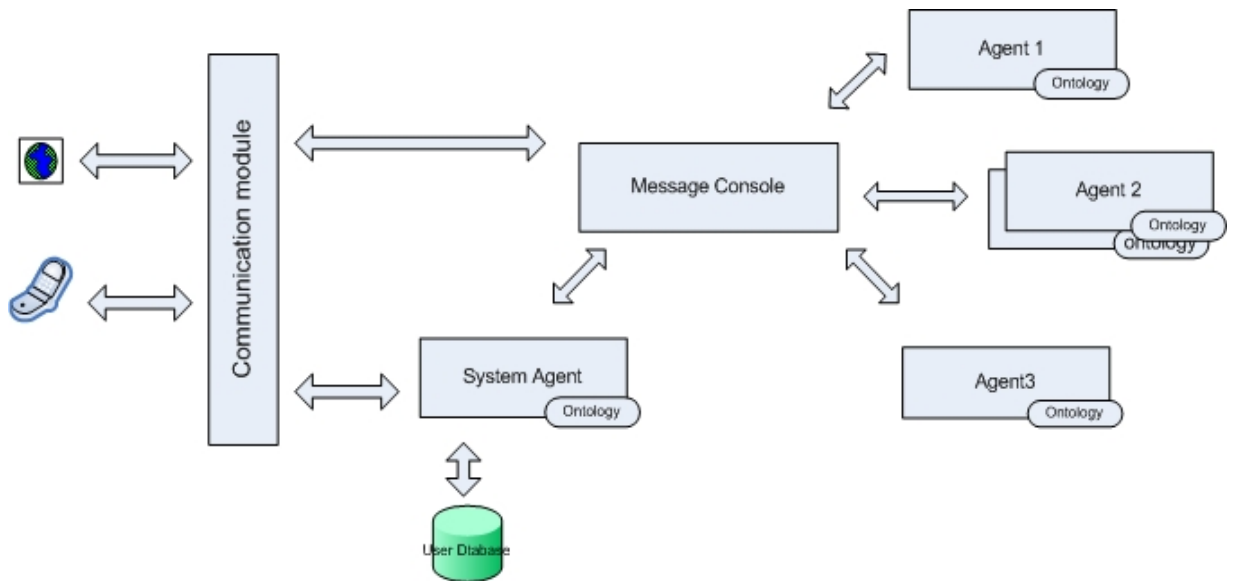 Agent 1
Ontology
Communication module
Message Console
Agent 2
Ontology
ontology
System Agent
Ontology
Agent3
Ontology
User Dtabase